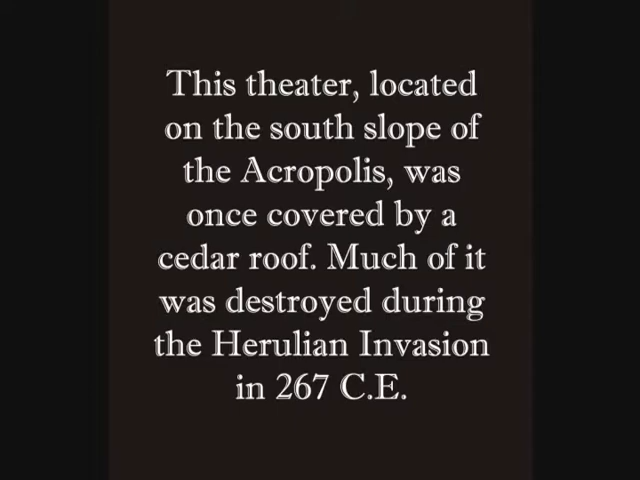 This theater, located
on the south slope of
the Acropolis, was
once covered by a
cedar roof. Much of it
was destroyed during
the Herulian Invasion
in 267 C.E.